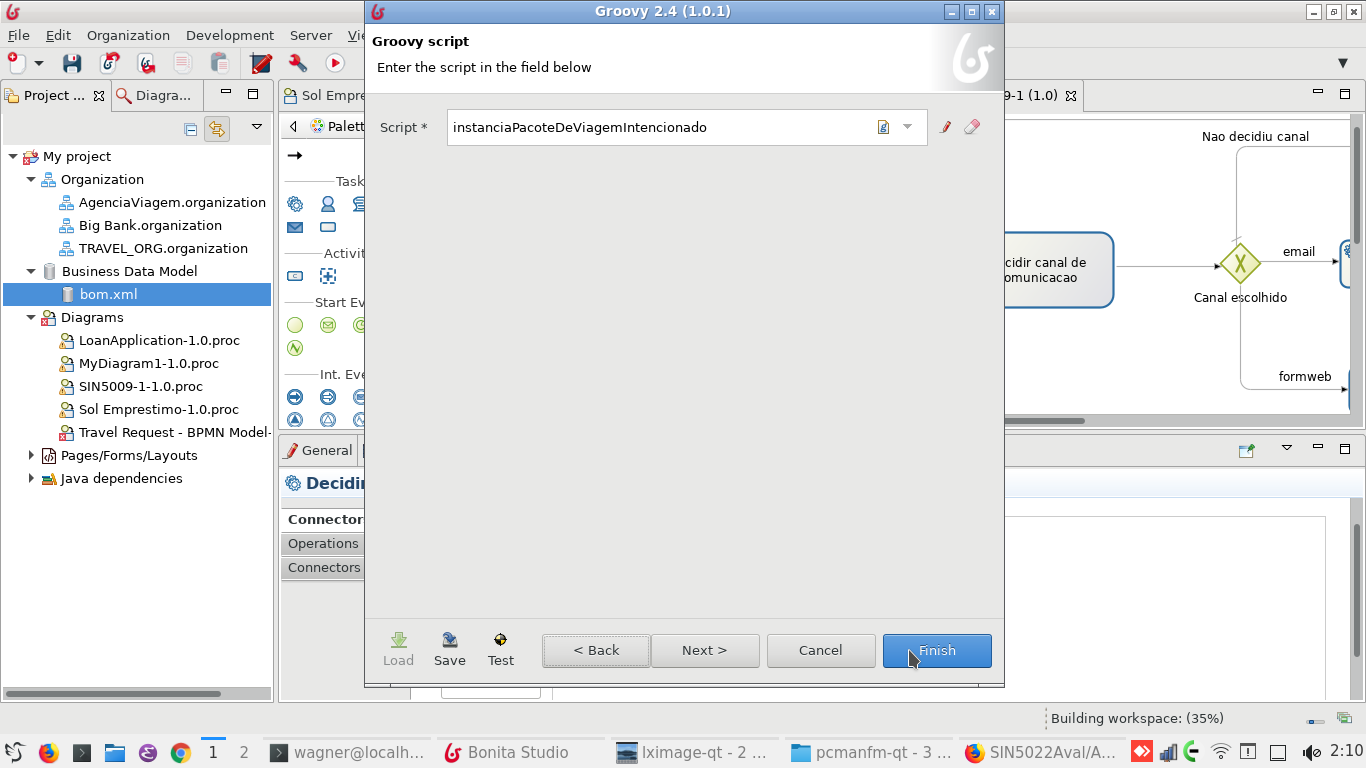 Groovy 2.4 (1.0.1)
File Edit Organization Development Server
Groovy script
Enter the script in the field below
Project ...
Diagra...
Sol Empre
9-1 (1.0)
Script *
instanciaPacoteDeViagemIntencionado
My project
Organization
AgenciaViagem.organization
Big Bank.organization
TRAVEL_ORG.organization
Business Data Model
bom.xml
Diagrams
LoanApplication-1.0.proc
MyDiagram1-1.0.proc
SIN5009-1-1.0.proc
Sol Emprestimo-1.0.proc
Travel Request - BPMN Model-
Pages/Forms/Layouts
Java dependencies
Palett
Task
Activit
Start Ev
Int. Eve
Nao decidiu canal
cidir canal de
omunicacao
email
Canal escolhido
formweb
General
Decidin
Connector
Operations
Connectors
Load
Save
Test
< Back
Next >
Cancel
Finish
Building workspace: (35%)
1
2
wagner@localh...
Bonita Studio
lximage-qt - 2 ...
pcmanfm-qt - 3 ...
SIN5022Aval/A...
2:10